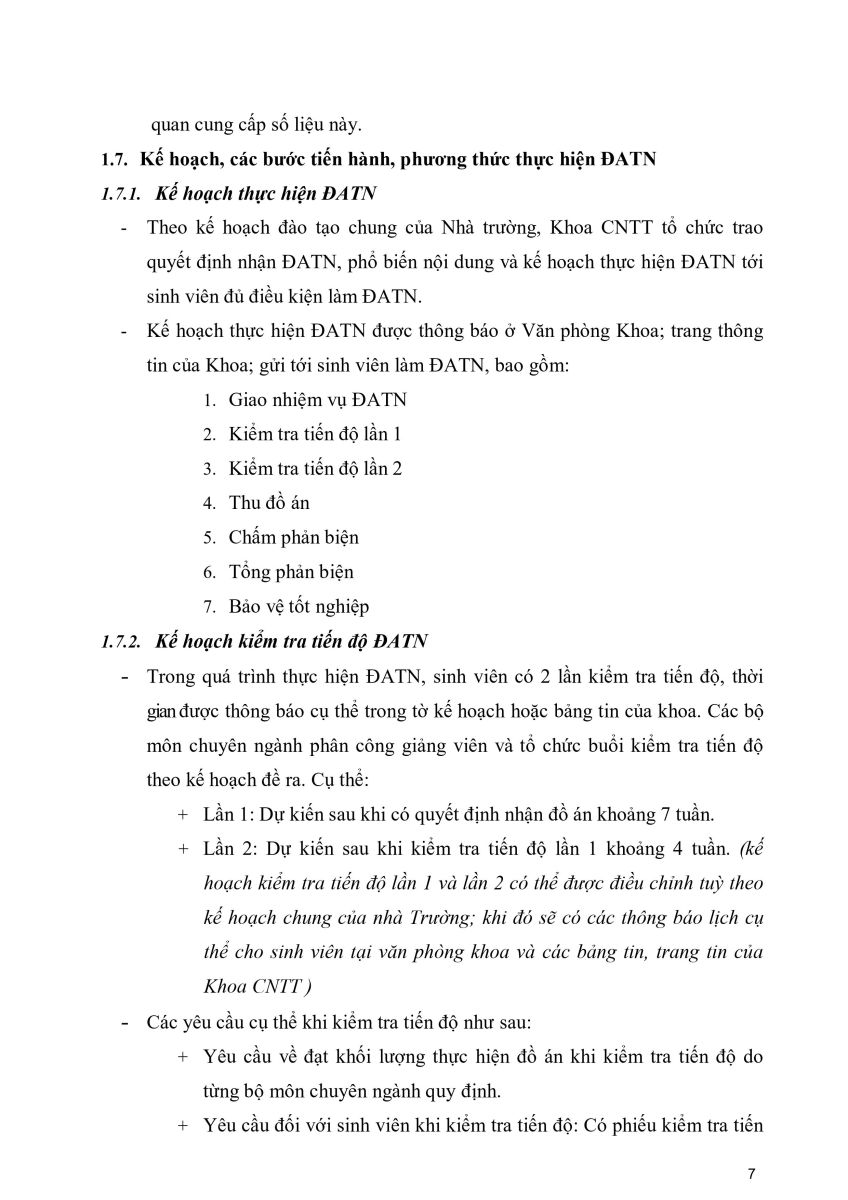 quan cung cấp số liệu này.
1.7. Kế hoạch, các bước tiến hành, phương thức thực hiện ĐATN
1.7.1. Kế hoạch thực hiện ĐATN
- Theo kế hoạch đào tạo chung của Nhà trường, Khoa CNTT tổ chức trao
quyết định nhận ĐATN, phổ biến nội dung và kế hoạch thực hiện ĐATN tới
sinh viên đủ điều kiện làm ĐATN.
- Kế hoạch thực hiện ĐATN được thông báo ở Văn phòng Khoa; trang thông
tin của Khoa; gửi tới sinh viên làm ĐATN, bao gồm:
1. Giao nhiệm vụ ĐATN
2. Kiểm tra tiến độ lần 1
3. Kiểm tra tiến độ lần 2
4. Thu đồ án
5. Chấm phản biện
6. Tổng phản biện
7. Bảo vệ tốt nghiệp
1.7.2. Kế hoạch kiểm tra tiến độ ĐATN
- Trong quá trình thực hiện ĐATN, sinh viên có 2 lần kiểm tra tiến độ, thời
gian được thông báo cụ thể trong tờ kế hoạch hoặc bảng tin của khoa. Các bộ
môn chuyên ngành phân công giảng viên và tổ chức buổi kiểm tra tiến độ
theo kế hoạch đề ra. Cụ thể:
+ Lần 1: Dự kiến sau khi có quyết định nhận đồ án khoảng 7 tuần.
+ Lần 2: Dự kiến sau khi kiểm tra tiến độ lần 1 khoảng 4 tuần. (kế
hoạch kiểm tra tiến độ lần 1 và lần 2 có thể được điều chỉnh tuỳ theo
kế hoạch chung của nhà Trường; khi đó sẽ có các thông báo lịch cụ
thể cho sinh viên tại văn phòng khoa và các bảng tin, trang tin của
Khoa CNTT )
- Các yêu cầu cụ thể khi kiểm tra tiến độ như sau:
+ Yêu cầu về đạt khối lượng thực hiện đồ án khi kiểm tra tiến độ do
từng bộ môn chuyên ngành quy định.
+ Yêu cầu đối với sinh viên khi kiểm tra tiến độ: Có phiếu kiểm tra tiến
7